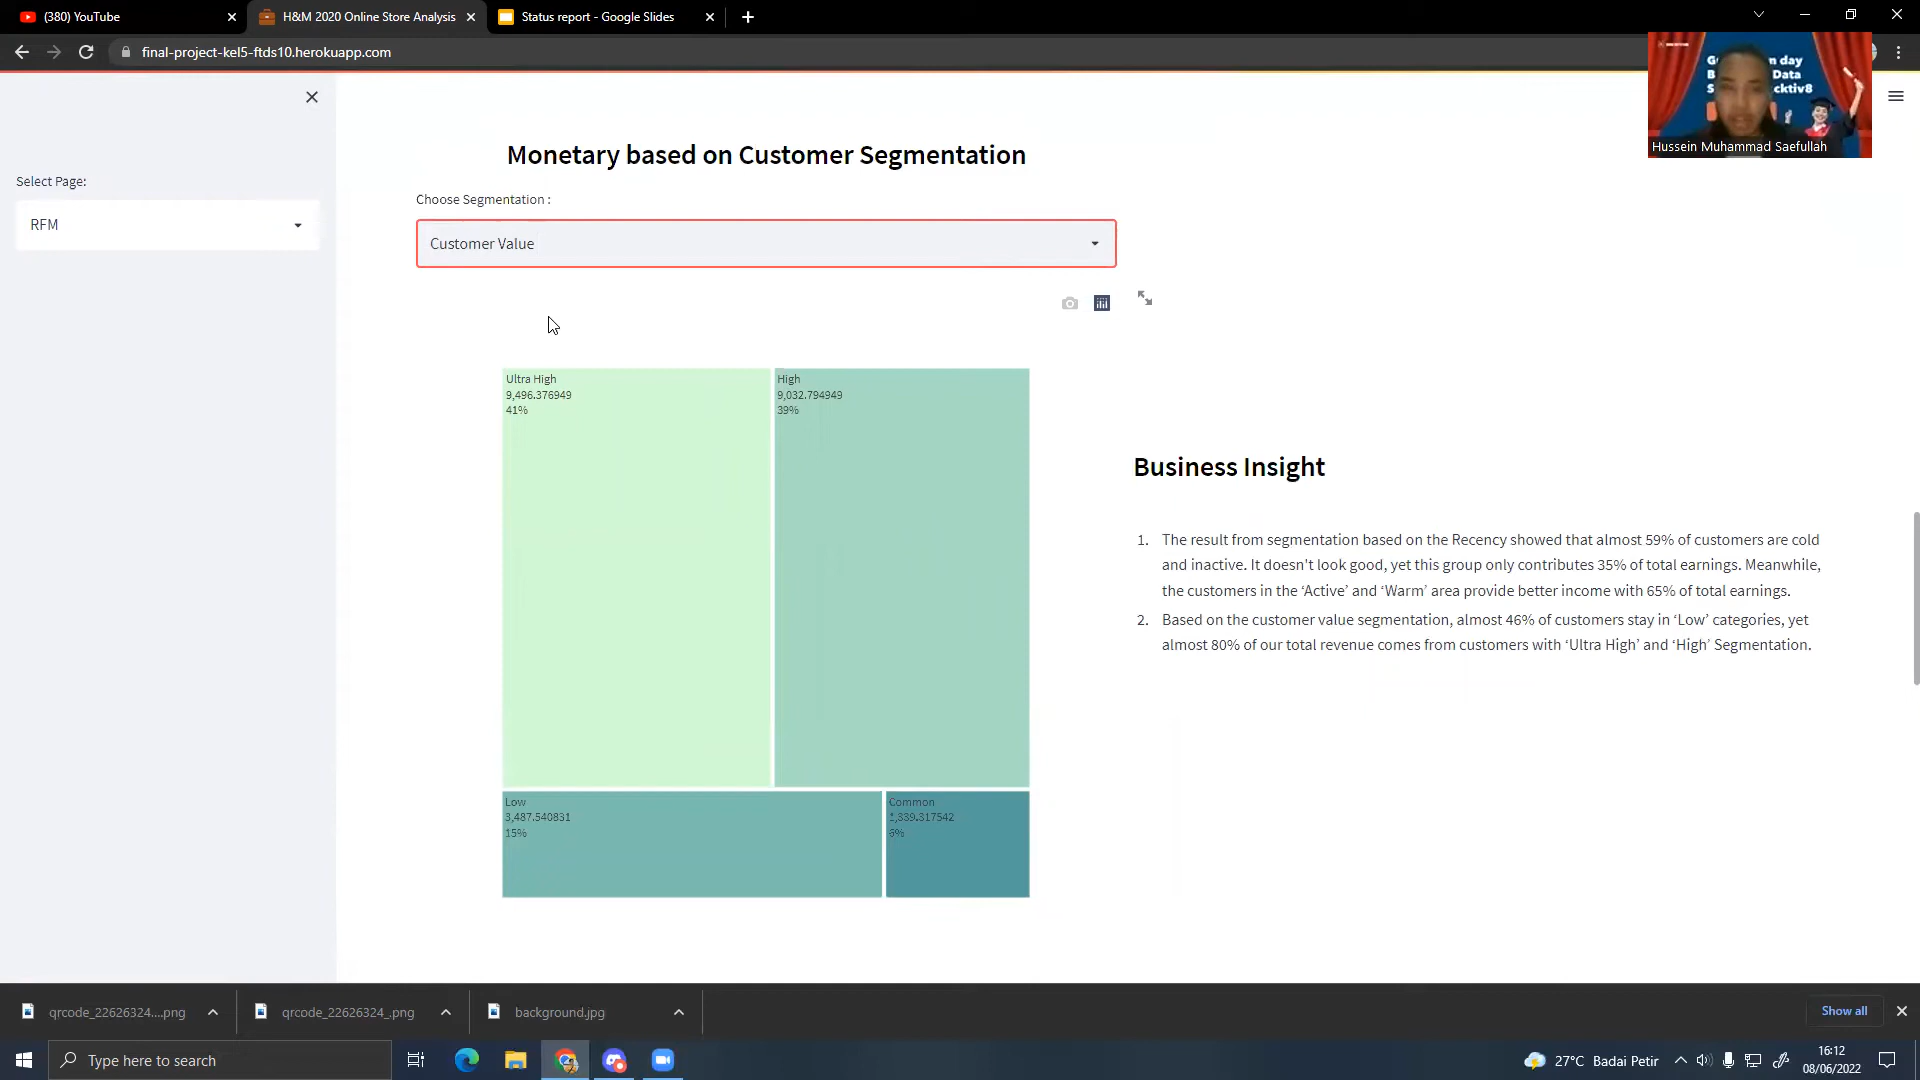 (380) YouTube
H&M 2020 Online Store Analysis
Status report - Google Slides
final-project-kel5-ftds10.herokuapp.com
day
Data
cktiv8
Hussein Muhammad Saefullah
Select Page:
RFM
Monetary based on Customer Segmentation
Choose Segmentation :
Customer Value
Ultra High
9,496.376949
41%
High
9,032.794949
39%
Low
3,487.540831
15%
Common
1,339.317542
6%
Business Insight
1. The result from segmentation based on the Recency showed that almost 59% of customers are cold
and inactive. It doesn't look good, yet this group only contributes 35% of total earnings. Meanwhile,
the customers in the ‘Active’ and ‘Warm’ area provide better income with 65% of total earnings.
2. Based on the customer value segmentation, almost 46% of customers stay in ‘Low’ categories, yet
almost 80% of our total revenue comes from customers with ‘Ultra High’ and ‘High’ Segmentation.
qrcode_22626324....png
qrcode_22626324_.png
background.jpg
Show all
Type here to search
27°C Badai Petir
16:12
08/06/2022